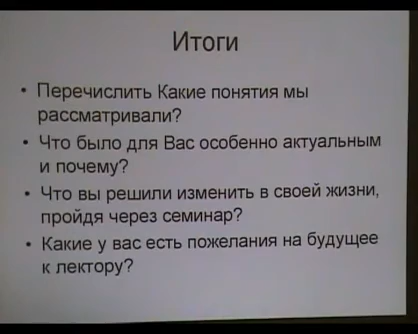 Итоги
• Перечислить Какие понятия мы
рассматривали?
• Что было для Вас особенно актуальным
и почему?
• Что вы решили изменить в своей жизни,
пройдя через семинар?
• Какие у вас есть пожелания на будущее
к лектору?